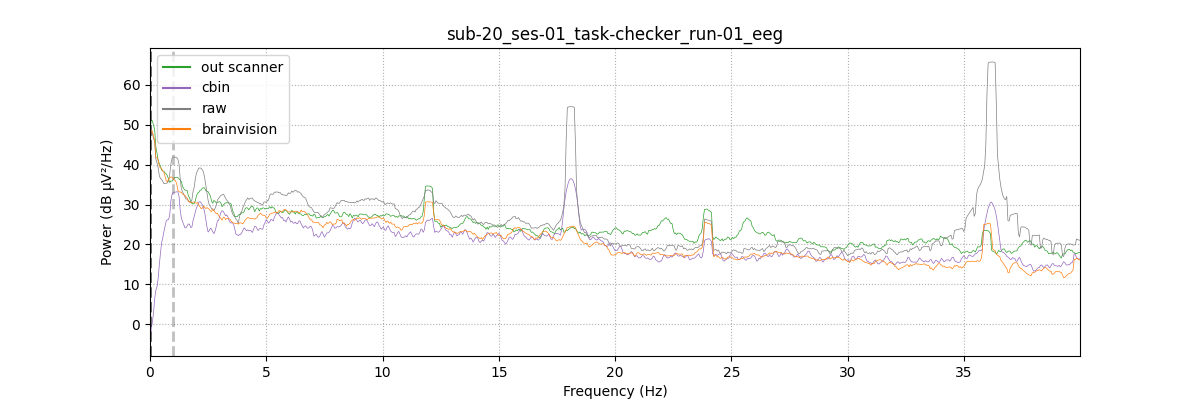 sub-20_ses-01_task-checker_run-01_eeg
out scanner
cbin
raw
brainvision
Power (dB µV²/Hz)
60
50
40
30
20
10
0
0 5 10 15 20 25 30 35
Frequency (Hz)